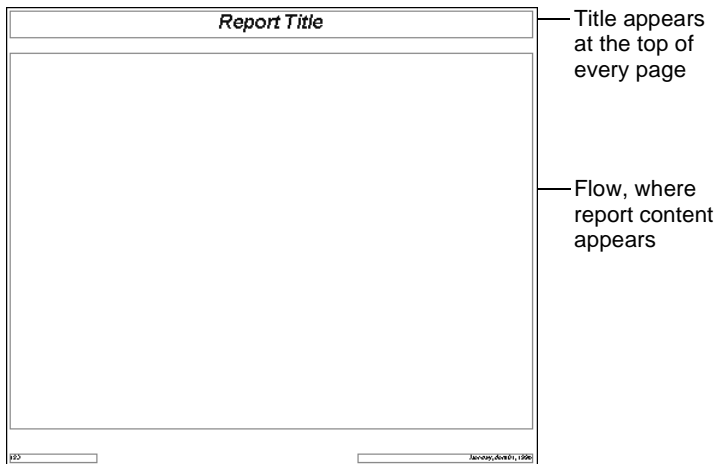 Report Title
Title appears
at the top of
every page
Flow, where
report content
appears